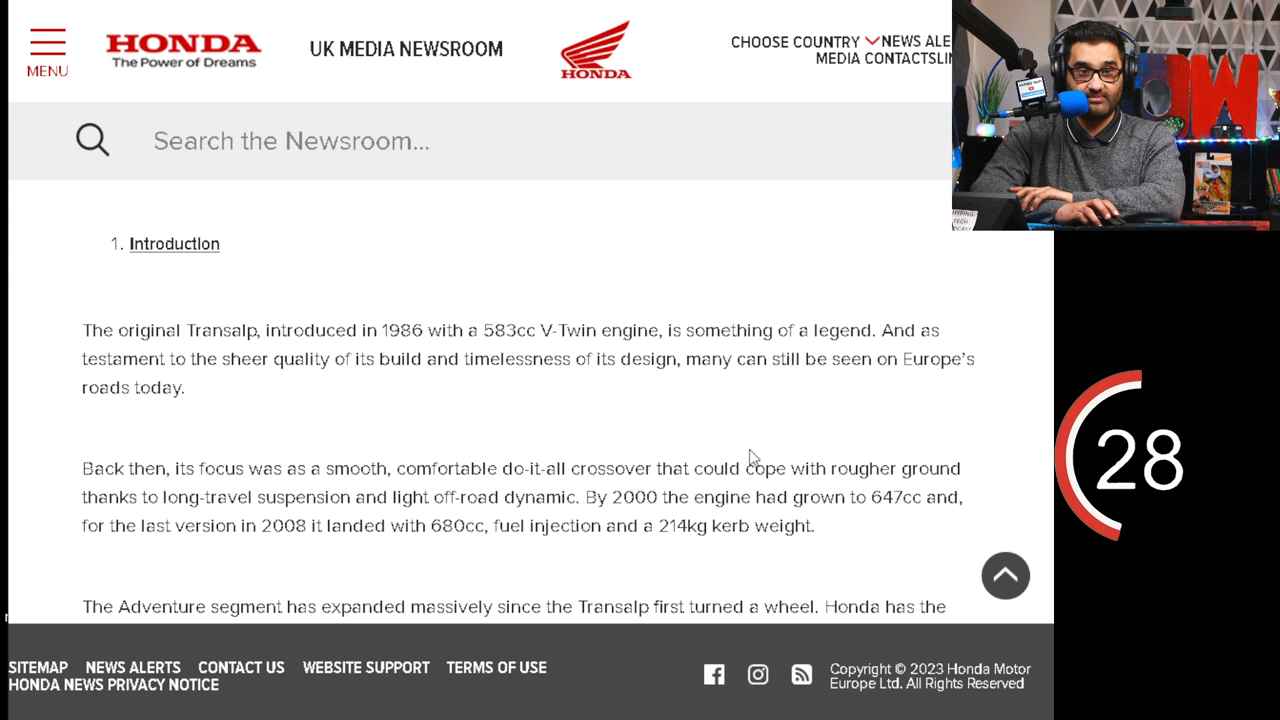 MENU
HONDA
The Power of Dreams
UK MEDIA NEWSROOM
HONDA
CHOOSE COUNTRY
NEWS ALE
MEDIA CONTACTSLIN
Search the Newsroom...
1. Introduction
The original Transalp, introduced in 1986 with a 583cc V-Twin engine, is something of a legend. And as
testament to the sheer quality of its build and timelessness of its design, many can still be seen on Europe's
roads today.
Back then, its focus was as a smooth, comfortable do-it-all crossover that could cope with rougher ground
thanks to long-travel suspension and light off-road dynamic. By 2000 the engine had grown to 647cc and,
for the last version in 2008 it landed with 680cc, fuel injection and a 214kg kerb weight.
The Adventure segment has expanded massively since the Transalp first turned a wheel. Honda has the
28
SITEMAP NEWS ALERTS CONTACT US WEBSITE SUPPORT TERMS OF USE
HONDA NEWS PRIVACY NOTICE
Copyright © 2023 Honda Motor
Europe Ltd. All Rights Reserved
HYPING
TECH